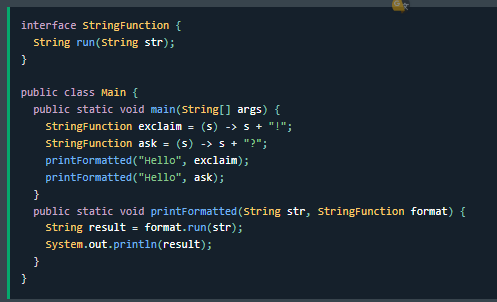 interface StringFunction {
  String run(String str);
}

public class Main {
  public static void main(String[] args) {
    StringFunction exclaim = (s) -> s + "!";
    StringFunction ask = (s) -> s + "?";
    printFormatted("Hello", exclaim);
    printFormatted("Hello", ask);
  }
  public static void printFormatted(String str, StringFunction format) {
    String result = format.run(str);
    System.out.println(result);
  }
}